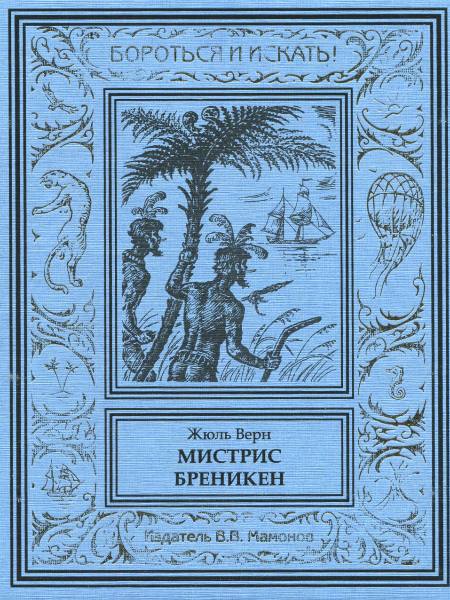 БОРОТЬСЯ И ИСКАТЬ!
Жюль Верн
МИСТРИС
БРЕНИКЕН
Издатель В.В. Мамонов